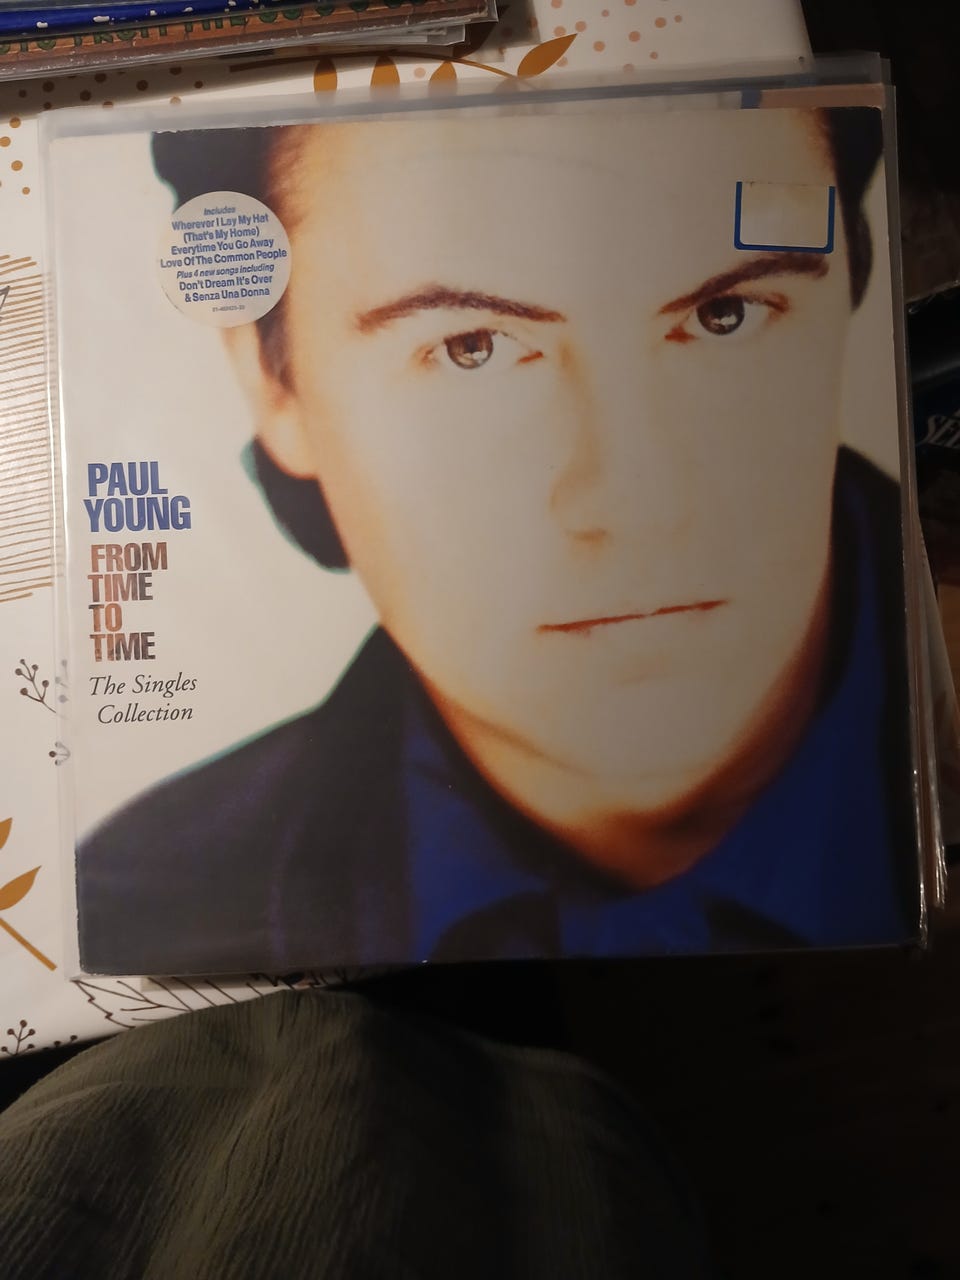 Includes
Wherever I Lay My Hat
(That's My Home)
Everytime You Go Away
Love Of The Common People
Plus 4 new songs including
Don't Dream It's Over
& Senza Una Donna
PAUL
YOUNG
FROM
TIME
TO
TIME
The Singles
Collection